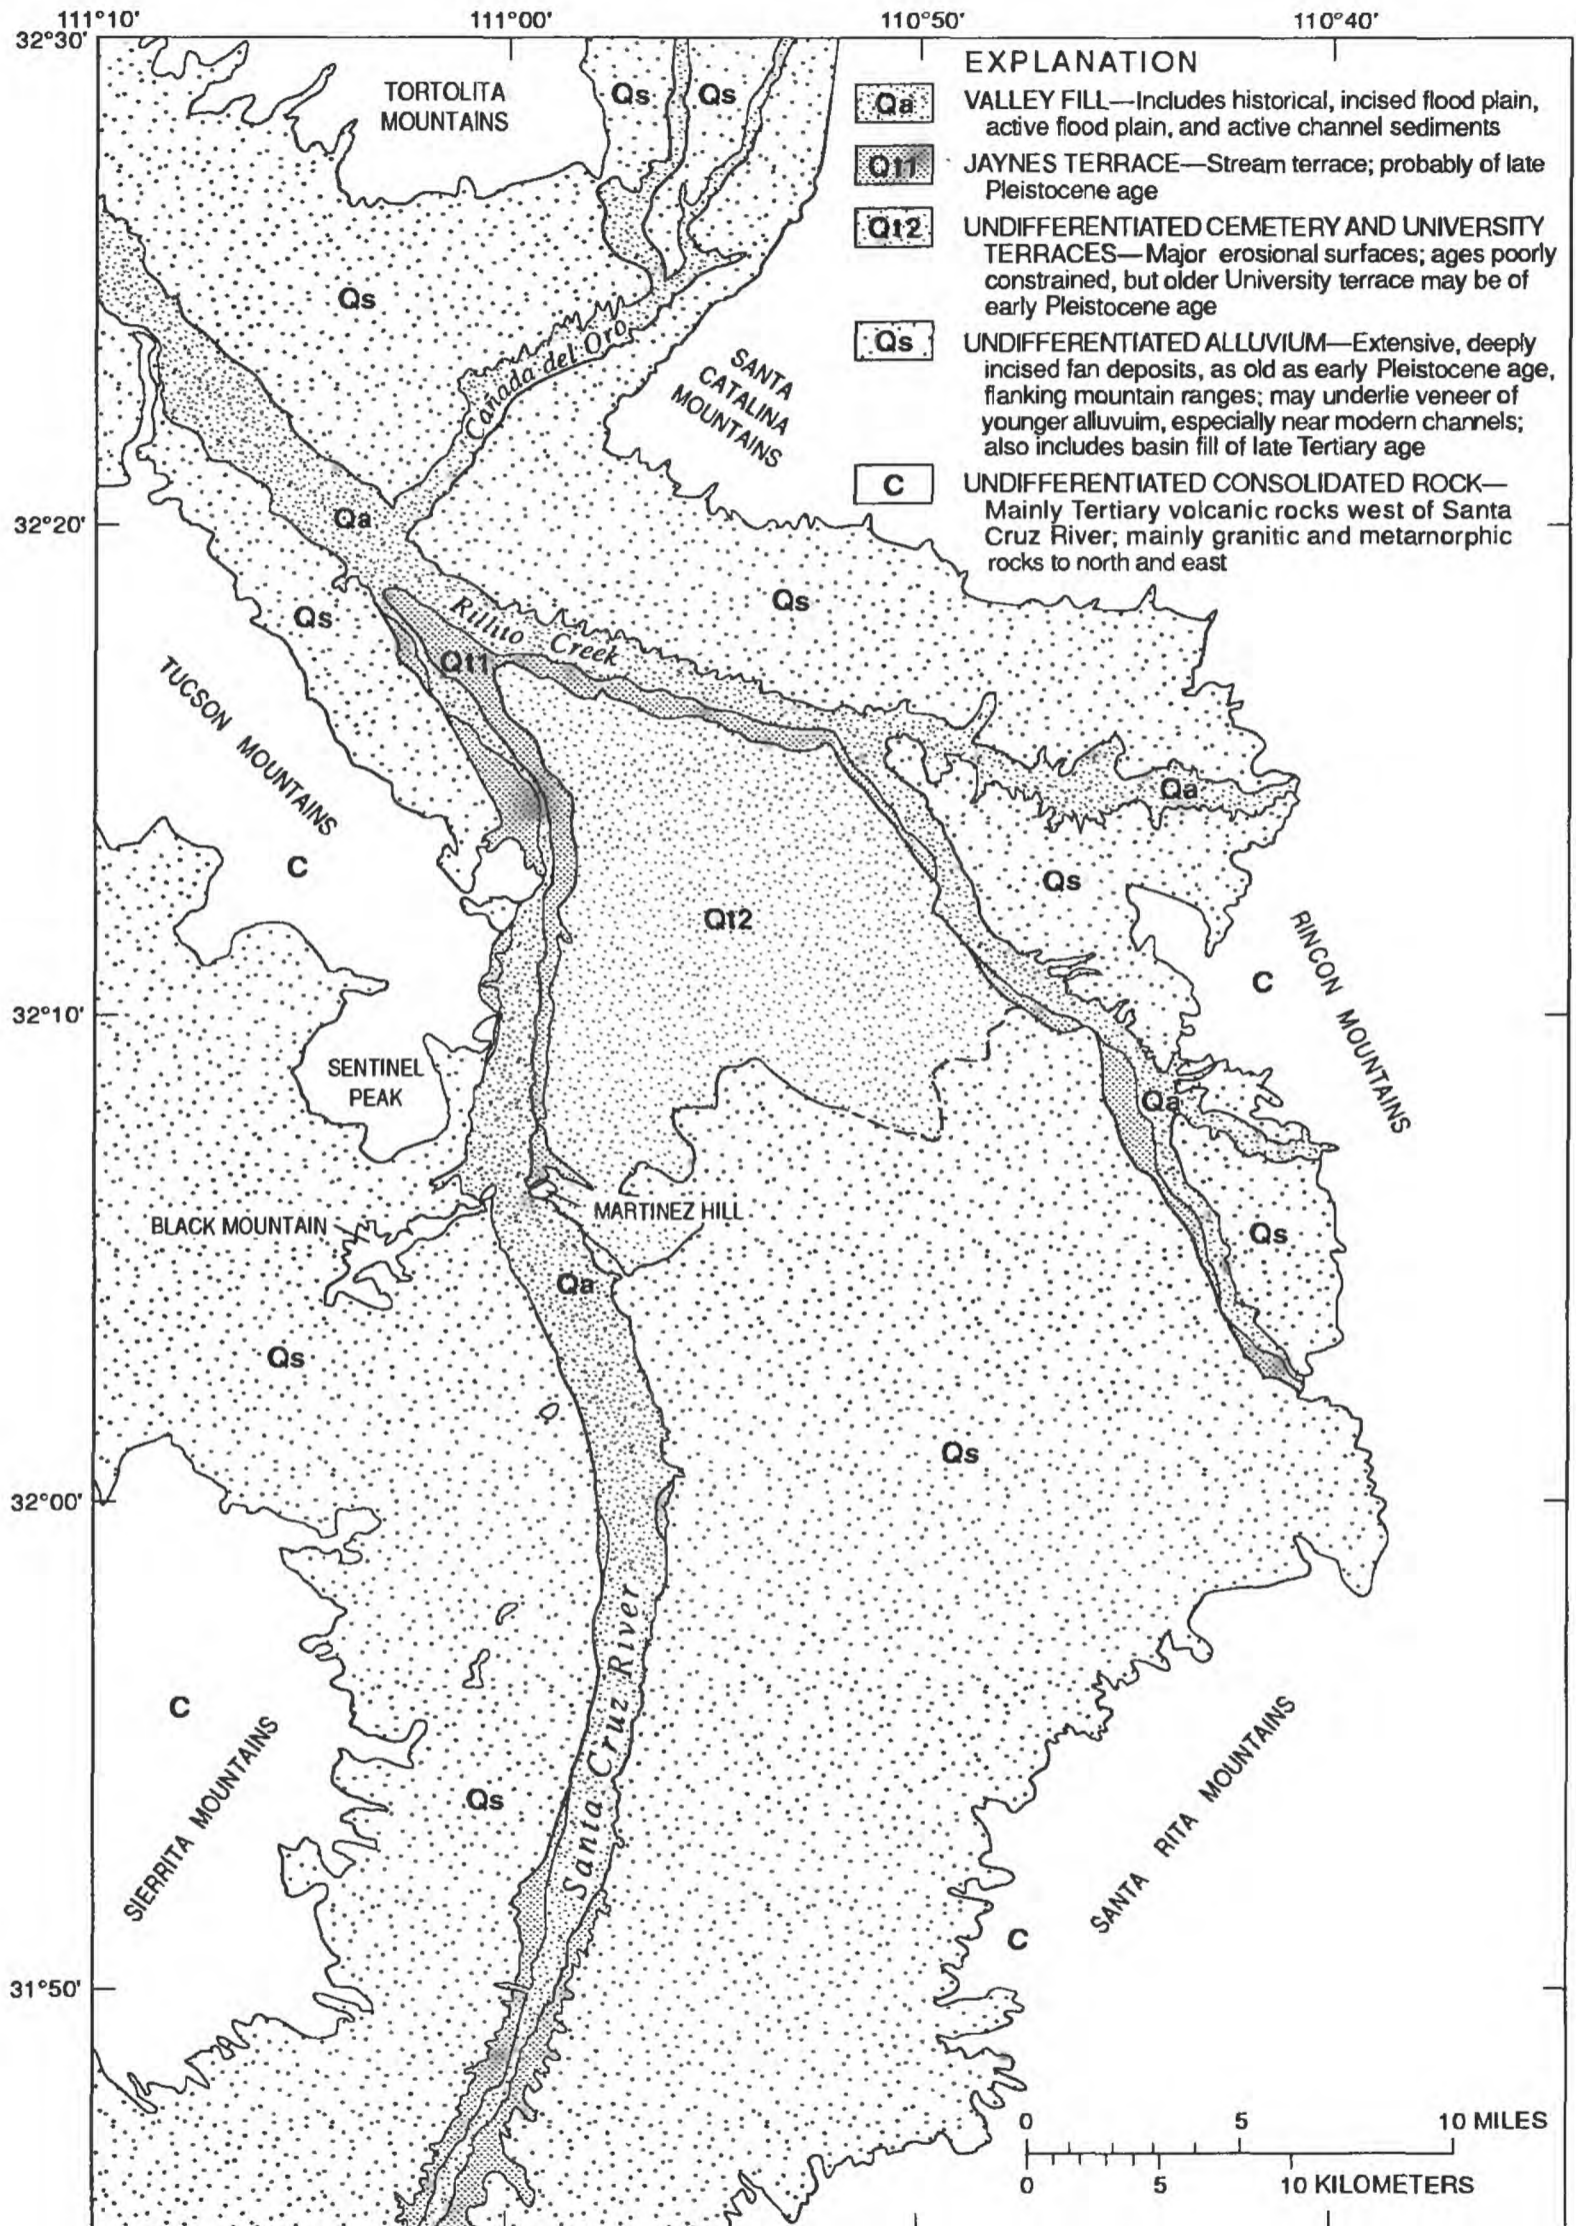 111°10'
111°00'
110°50'
110°40'
32°30'
EXPLANATION
Qa
VALLEY FILL—Includes historical, incised flood plain,
active flood plain, and active channel sediments
Qt1
JAYNES TERRACE—Stream terrace; probably of late
Pleistocene age
Qt2
UNDIFFERENTIATED CEMETERY AND UNIVERSITY
TERRACES—Major erosional surfaces; ages poorly
constrained, but older University terrace may be of
early Pleistocene age
Qs
UNDIFFERENTIATED ALLUVIUM—Extensive, deeply
incised fan deposits, as old as early Pleistocene age,
flanking mountain ranges; may underlie veneer of
younger alluvuim, especially near modern channels;
also includes basin fill of late Tertiary age
C
UNDIFFERENTIATED CONSOLIDATED ROCK—
Mainly Tertiary volcanic rocks west of Santa
Cruz River; mainly granitic and metamorphic
rocks to north and east
TORTOLITA
MOUNTAINS
Qs
Qs
Qs
Cañada del Oro
SANTA
CATALINA
MOUNTAINS
32°20'
Qa
Qs
Qs
Rillito Creek
Qt1
TUCSON MOUNTAINS
Qa
C
Qs
Qt2
RINCON MOUNTAINS
C
32°10'
SENTINEL
PEAK
Qa
MARTINEZ HILL
BLACK MOUNTAIN
Qs
Qa
Qs
Qs
32°00'
Santa Cruz River
C
SIERRITA MOUNTAINS
Qs
SANTA RITA MOUNTAINS
C
31°50'
0 5 10 MILES
0 5 10 KILOMETERS